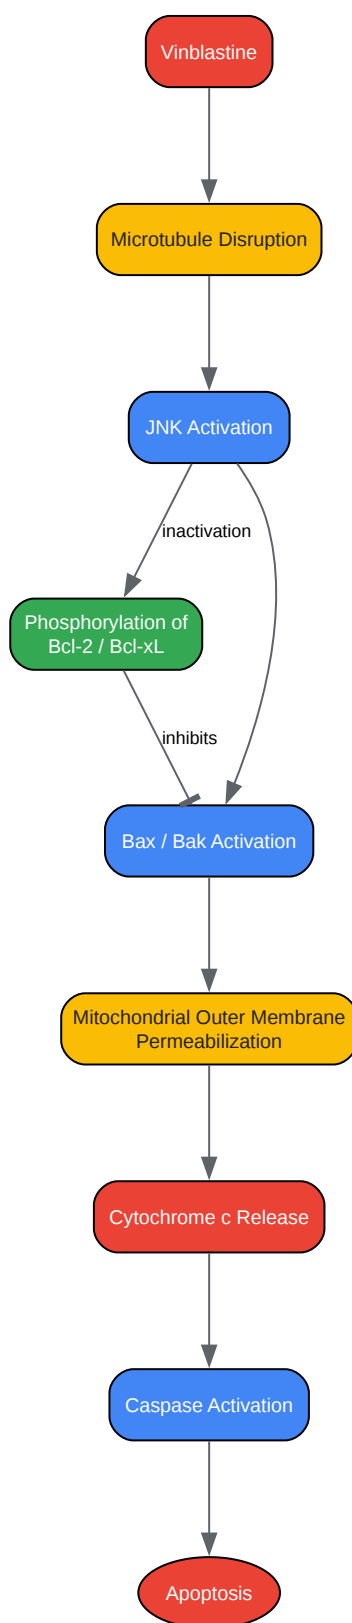 Vinblastine
Microtubule Disruption
JNK Activation
inactivation
Phosphorylation of
Bcl-2 / Bcl-xL
inhibits
Bax / Bak Activation
Mitochondrial Outer Membrane
Permeabilization
Cytochrome c Release
Caspase Activation
Apoptosis